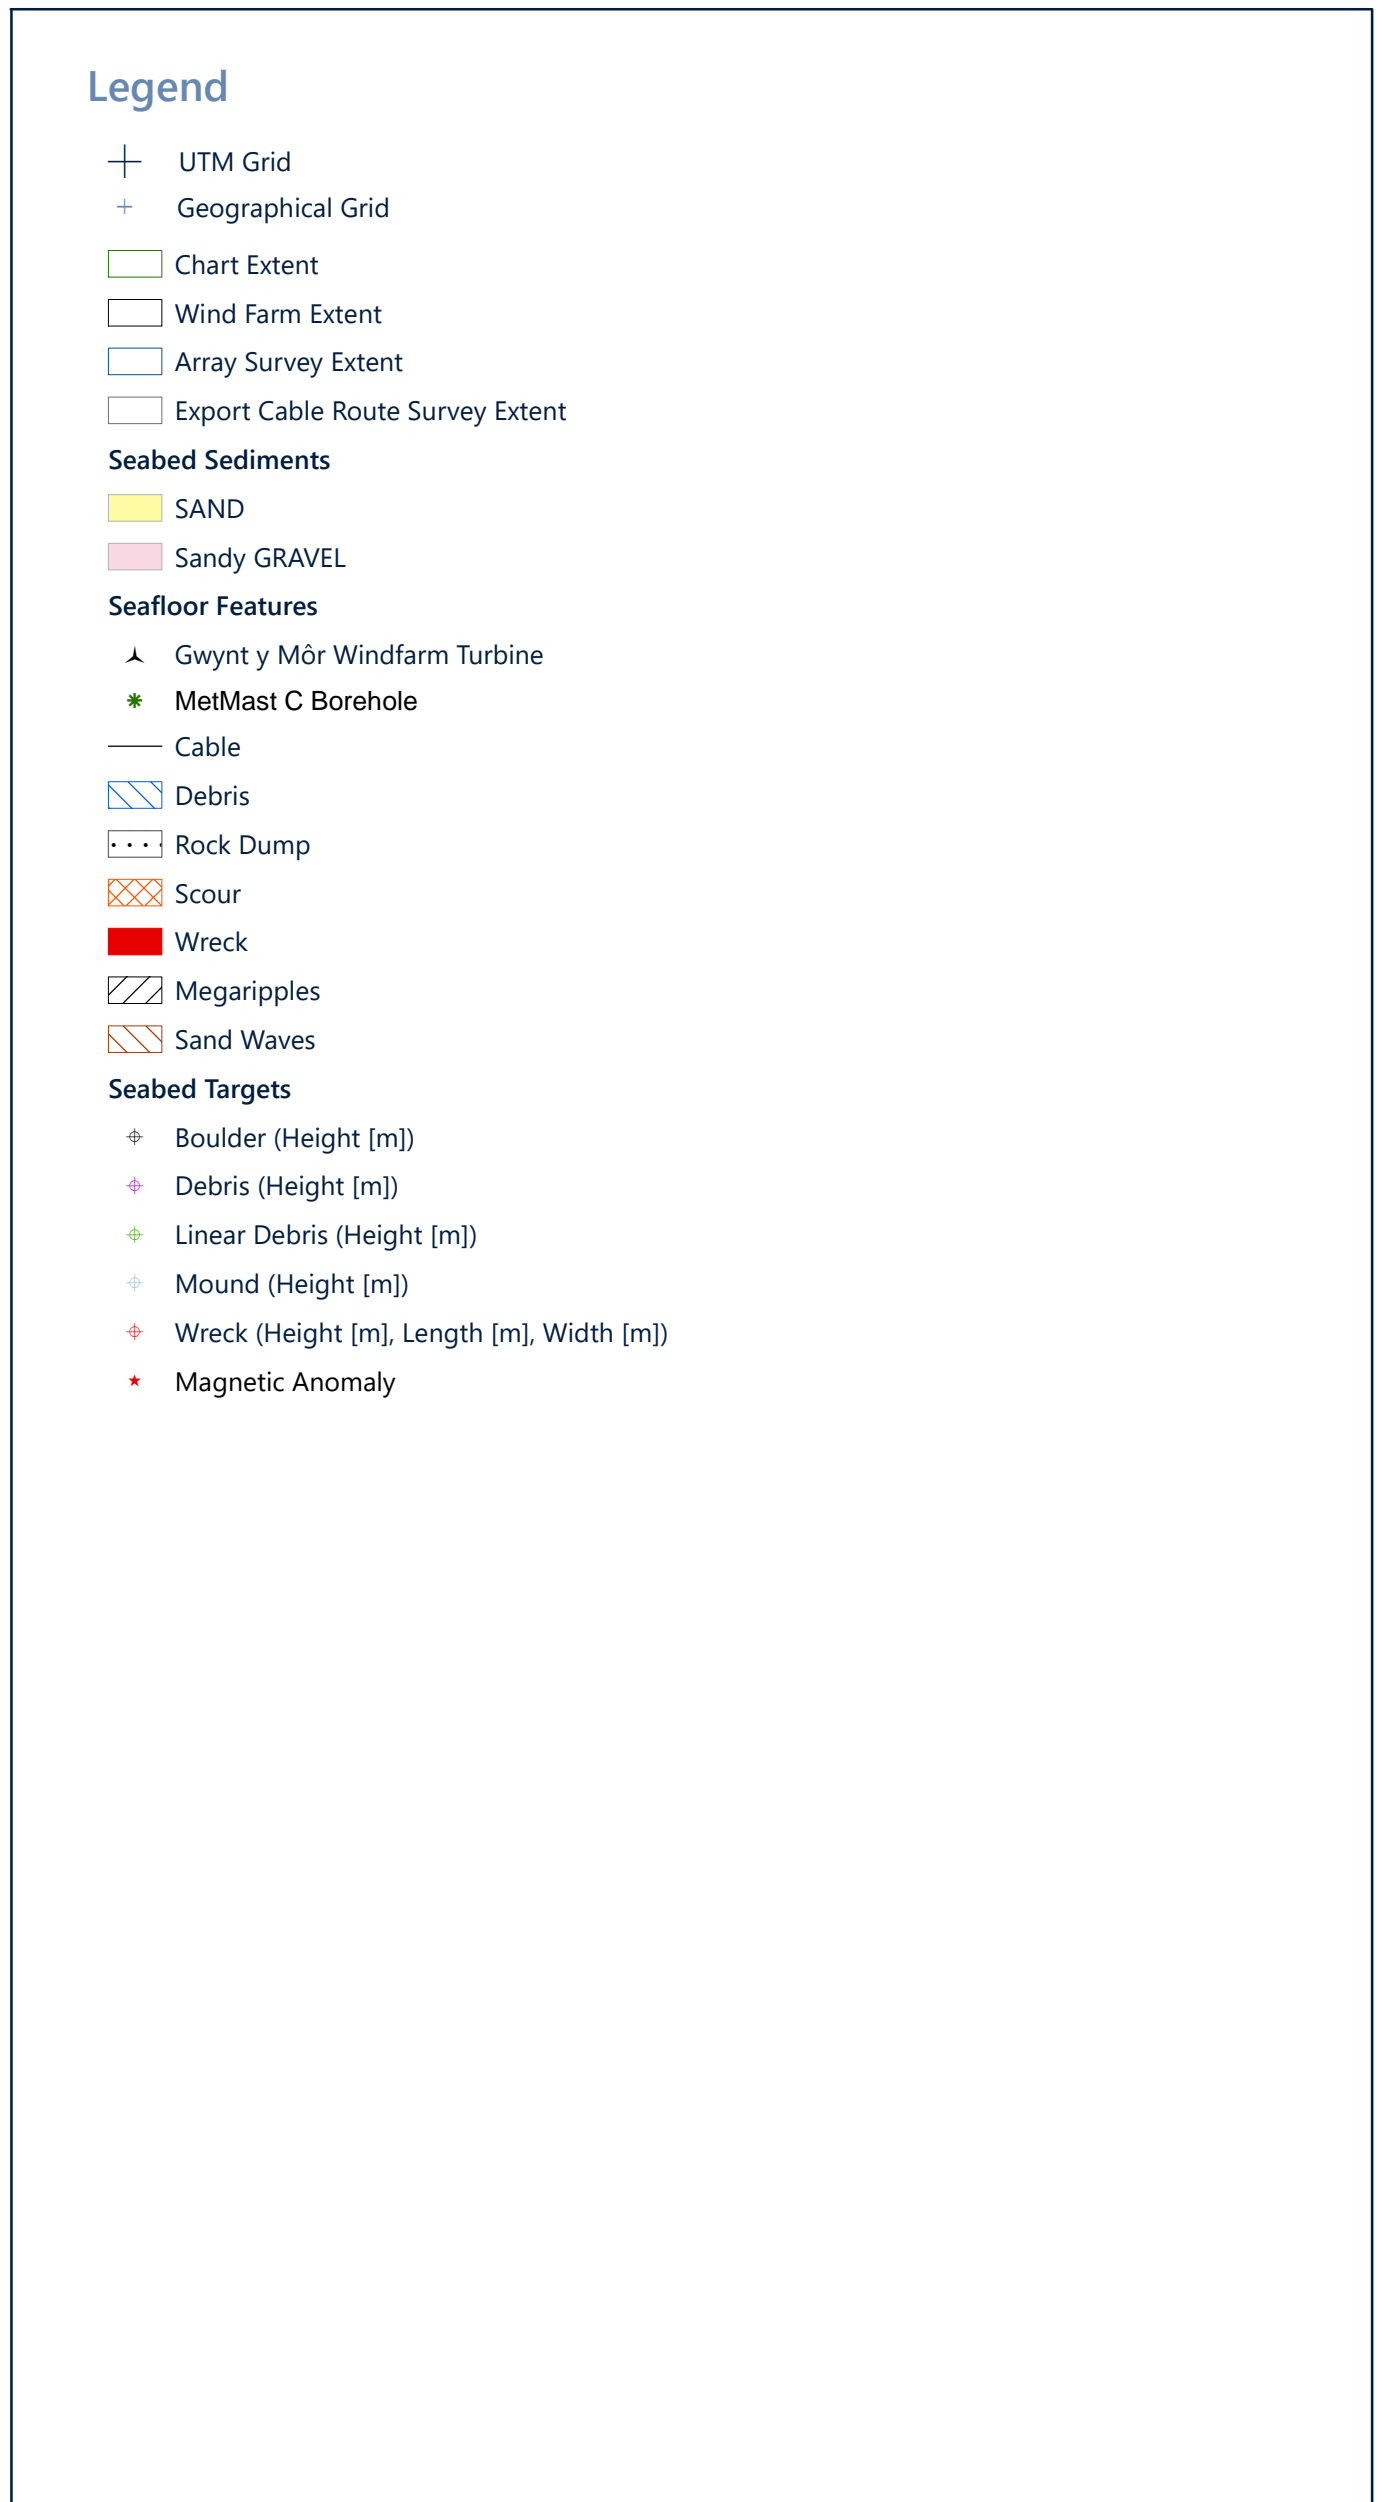 Legend
UTM Grid
Geographical Grid
Chart Extent
Wind Farm Extent
Array Survey Extent
Export Cable Route Survey Extent
Seabed Sediments
SAND
Sandy GRAVEL
Seafloor Features
Gwynt y Môr Windfarm Turbine
MetMast C Borehole
Cable
Debris
Rock Dump
Scour
Wreck
Megaripples
Sand Waves
Seabed Targets
Boulder (Height [m])
Debris (Height [m])
Linear Debris (Height [m])
Mound (Height [m])
Wreck (Height [m], Length [m], Width [m])
Magnetic Anomaly